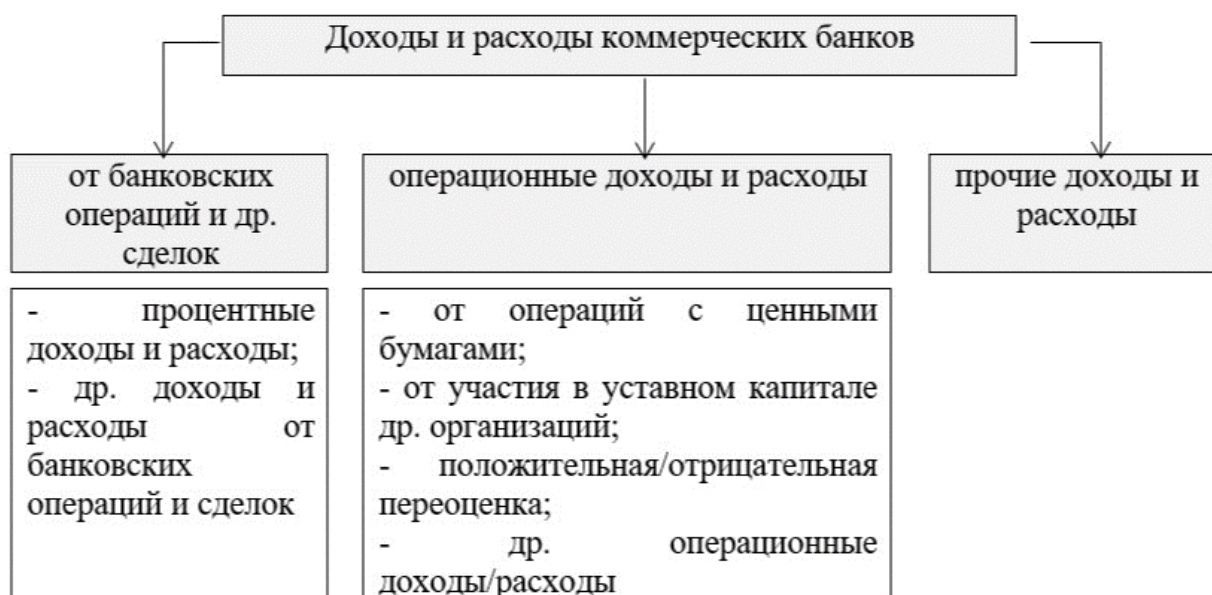 Доходы и расходы коммерческих банков
от банковских
операций и др.
сделок
операционные доходы и расходы
прочие доходы и
расходы
- процентные
доходы и расходы;
- др. доходы и
расходы от
банковских
операций и сделок
- от операций с ценными
бумагами;
- от участия в уставном капитале
др. организаций;
- положительная/отрицательная
переоценка;
- др. операционные
доходы/расходы